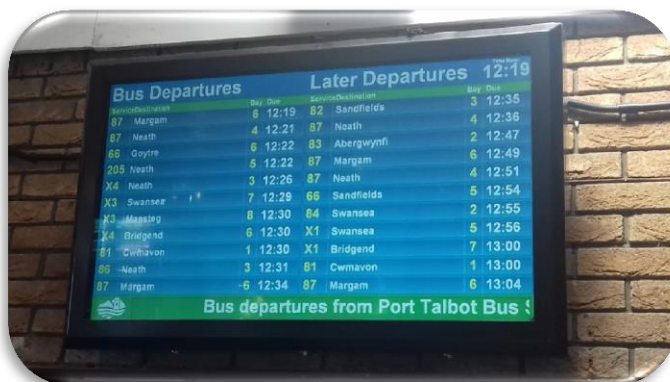 Bus Departures
Service Destination Bay Due
87 Margam 6 12:19
87 Neath 4 12:21
66 Goytre 6 12:22
205 Neath 5 12:22
X4 Neath 3 12:26
X3 Swansea 7 12:29
X3 Maesteg 8 12:30
X4 Bridgend 6 12:30
81 Cwmavon 1 12:30
86 Neath 3 12:31
87 Margam 6 12:34
Later Departures
Time Now
12:19
Service Destination Bay Due
82 Sandfields 3 12:35
87 Neath 4 12:36
83 Abergwynfi 2 12:47
87 Margam 6 12:49
87 Neath 4 12:51
66 Sandfields 5 12:54
84 Swansea 2 12:55
X1 Swansea 5 12:56
X1 Bridgend 7 13:00
81 Cwmavon 1 13:00
87 Margam 6 13:04
Bus departures from Port Talbot Bus